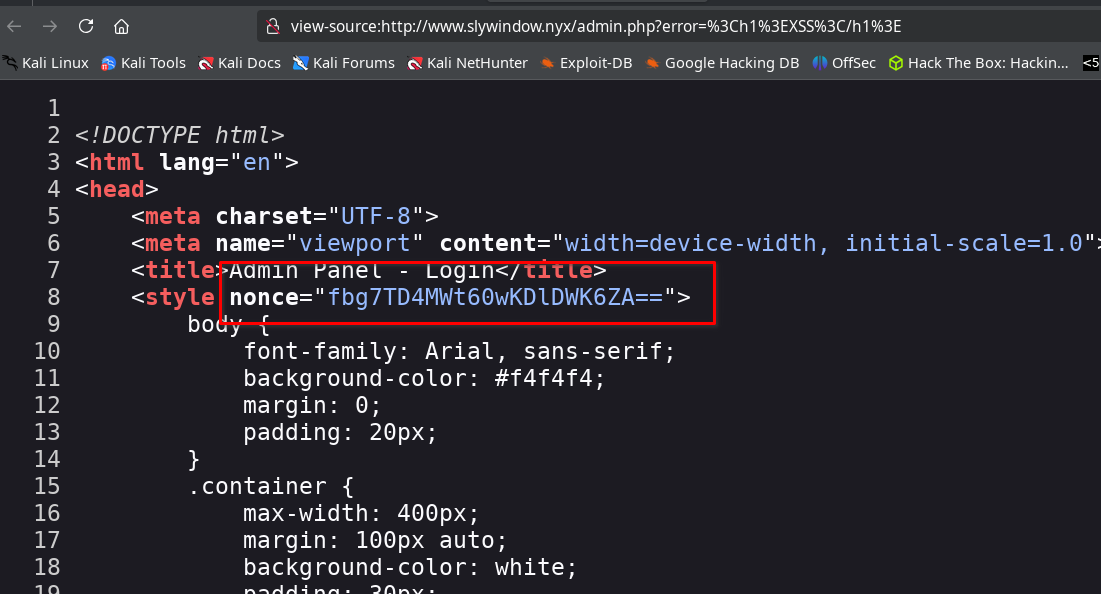 view-source:http://www.slywindow.nyx/admin.php?error=%3Ch1%3EXSS%3C/h1%3E
Kali Linux Kali Tools Kali Docs Kali Forums Kali NetHunter Exploit-DB Google Hacking DB OffSec Hack The Box: Hackin... <5
1
2 <!DOCTYPE html>
3 <html lang="en">
4 <head>
5 <meta charset="UTF-8">
6 <meta name="viewport" content="width=device-width, initial-scale=1.0">
7 <title>Admin Panel - Login</title>
8 <style nonce="fbg7TD4MWt60wKDlDWK6ZA==">
9 body {
10 font-family: Arial, sans-serif;
11 background-color: #f4f4f4;
12 margin: 0;
13 padding: 20px;
14 }
15 .container {
16 max-width: 400px;
17 margin: 100px auto;
18 background-color: white;
19 padding: 30px;